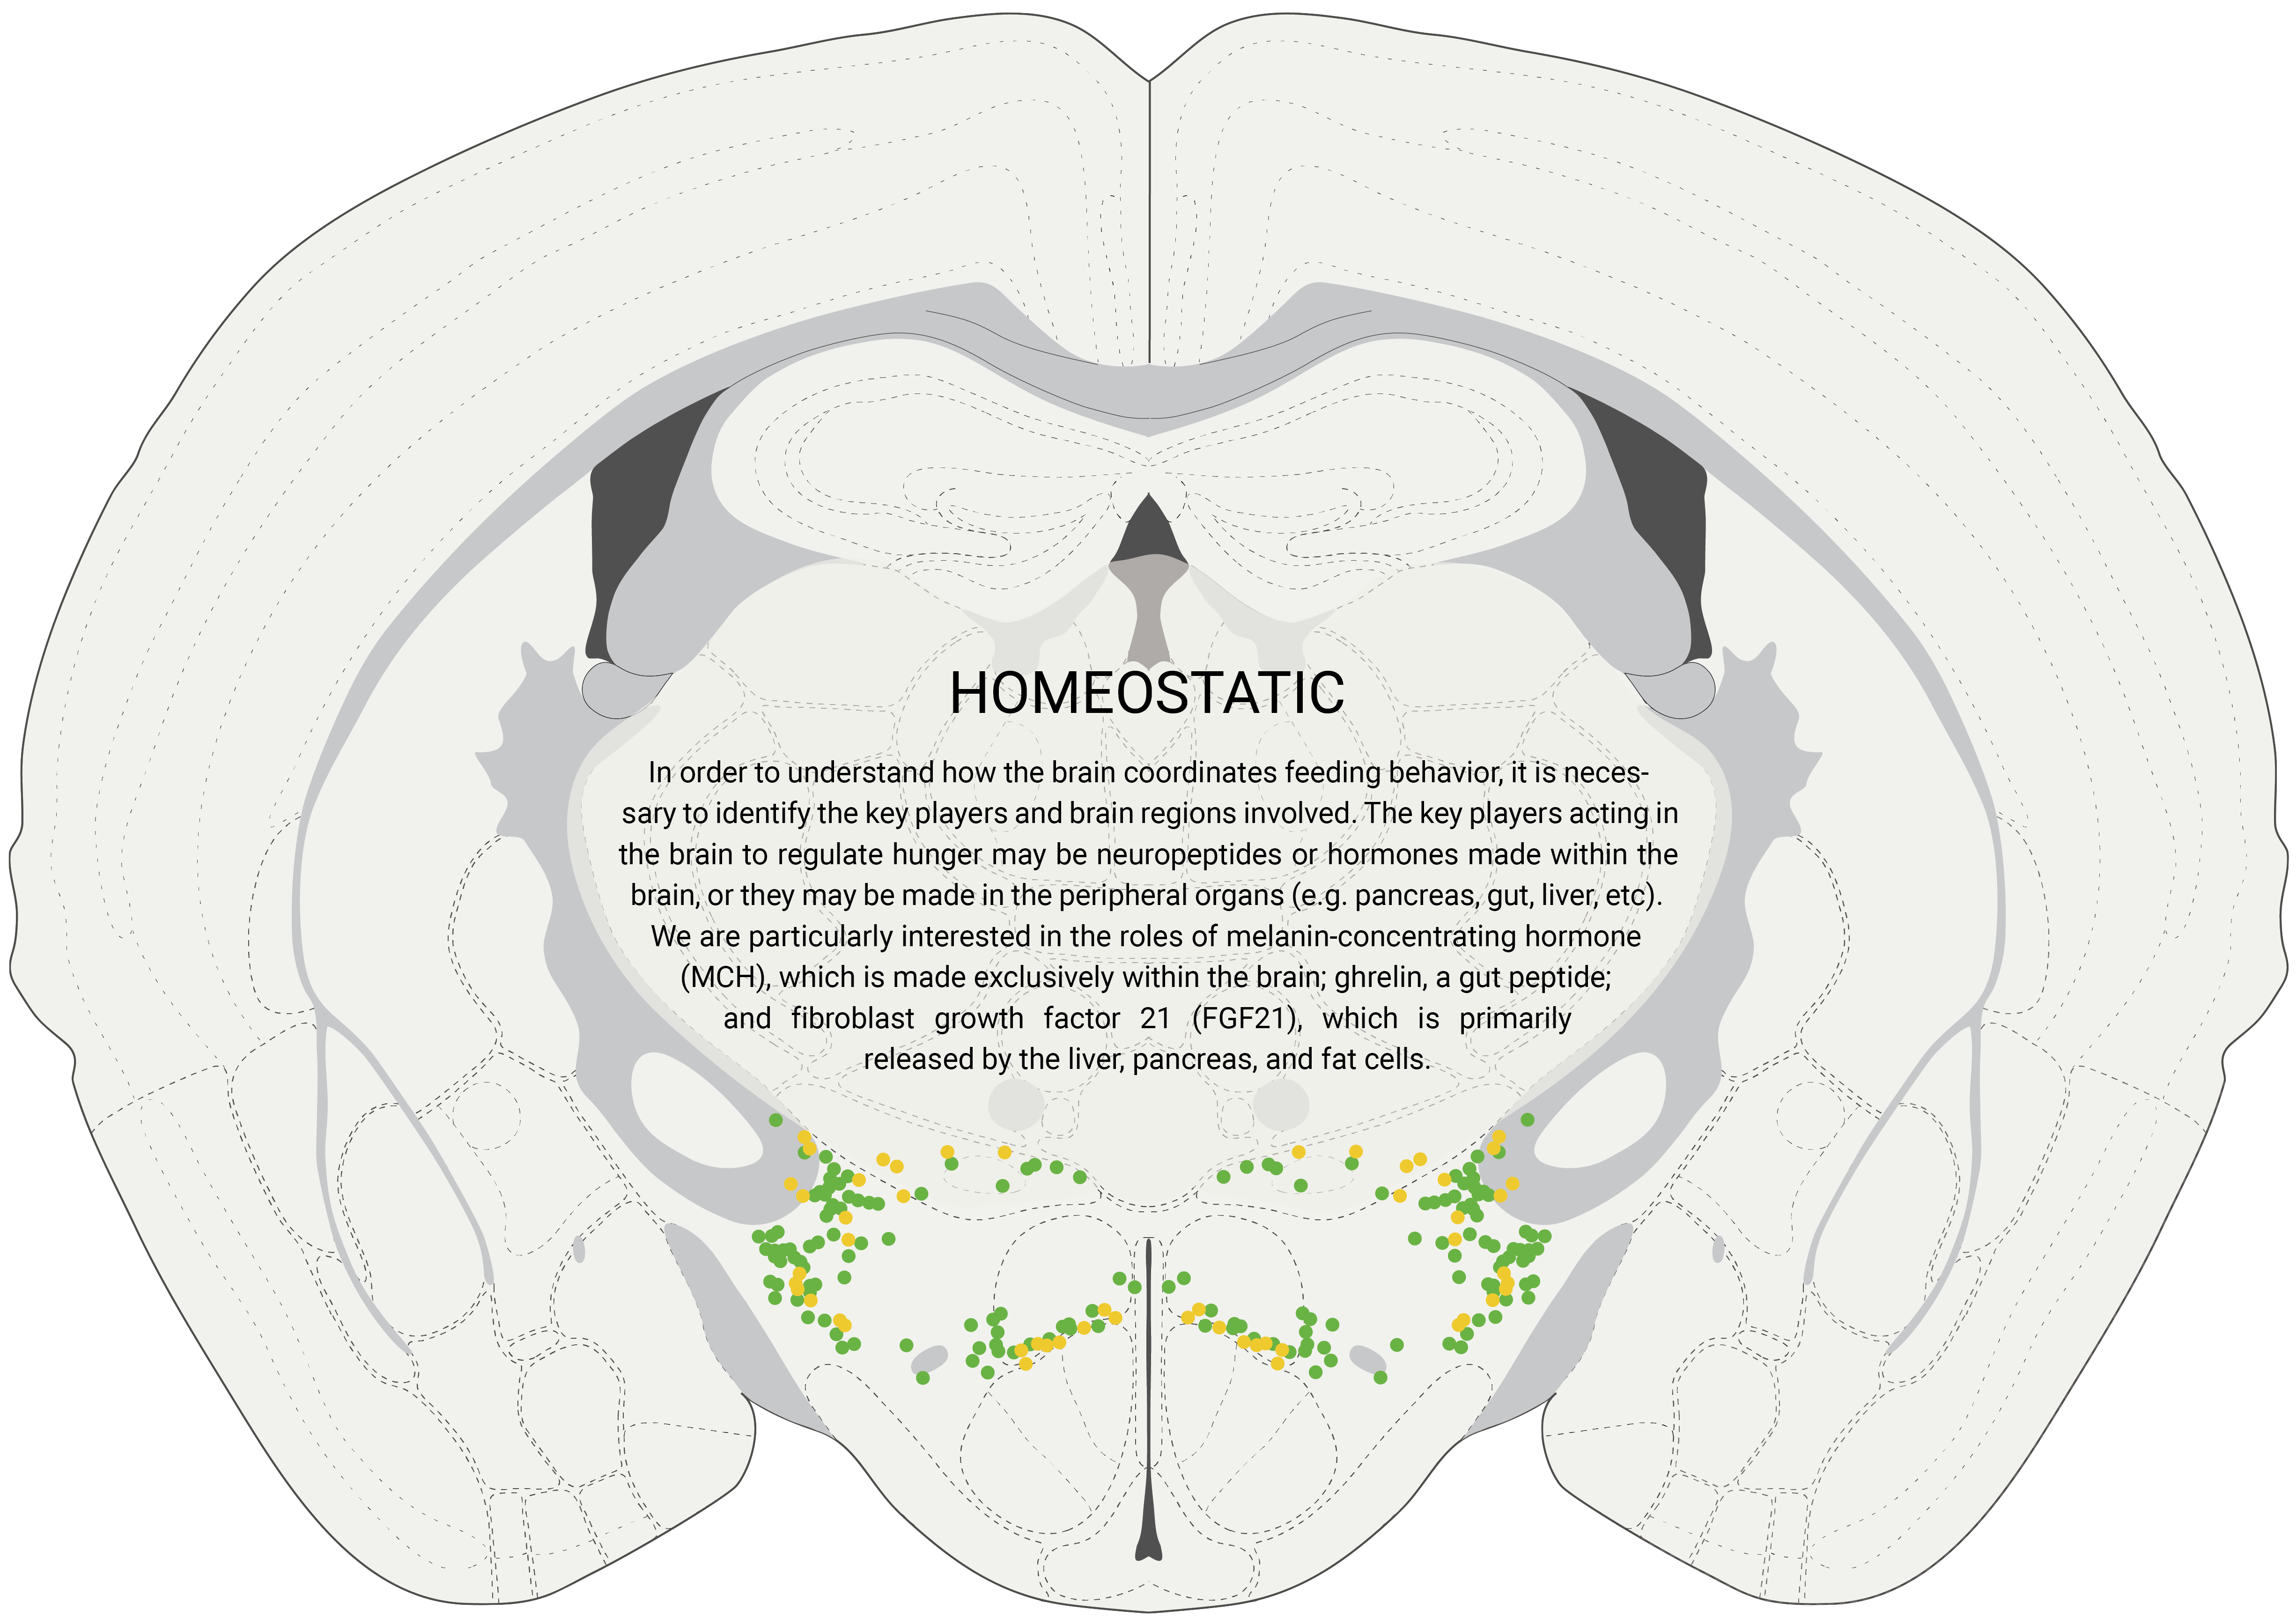 HOMEOSTATIC
In order to understand how the brain coordinates feeding behavior, it is neces-
sary to identify the key players and brain regions involved. The key players acting in
the brain to regulate hunger may be neuropeptides or hormones made within the
brain, or they may be made in the peripheral organs (e.g. pancreas, gut, liver, etc).
We are particularly interested in the roles of melanin-concentrating hormone
(MCH), which is made exclusively within the brain; ghrelin, a gut peptide;
and fibroblast growth factor 21 (FGF21), which is primarily
released by the liver, pancreas, and fat cells.